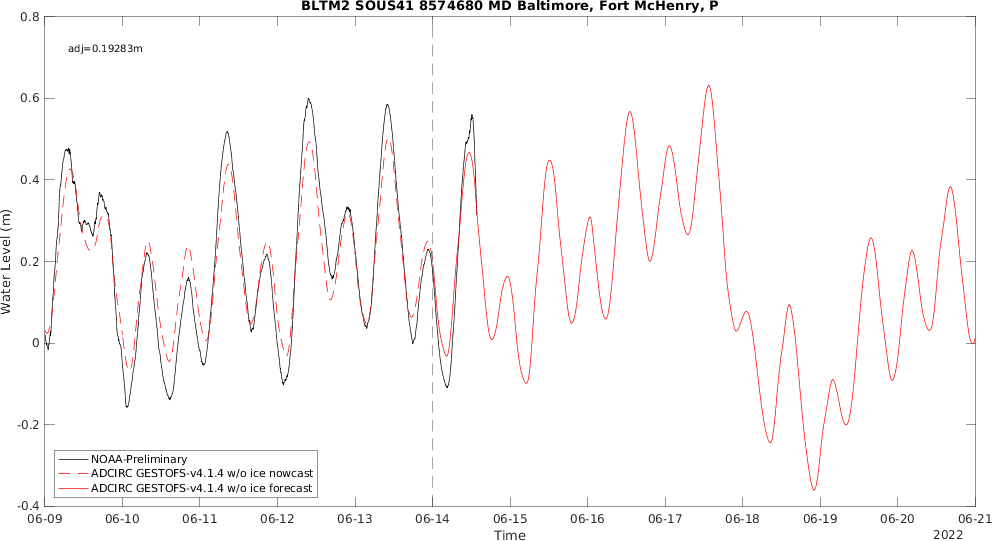 BLTM2 SOUS41 8574680 MD Baltimore, Fort McHenry, P
adj=0.19283m
0.8
0.6
0.4
0.2
0
-0.2
-0.4
Water Level (m)
NOAA-Preliminary
ADCIRC GESTOFS-v4.1.4 w/o ice nowcast
ADCIRC GESTOFS-v4.1.4 w/o ice forecast
06-09 06-10 06-11 06-12 06-13 06-14 06-15 06-16 06-17 06-18 06-19 06-20 06-21
Time
2022